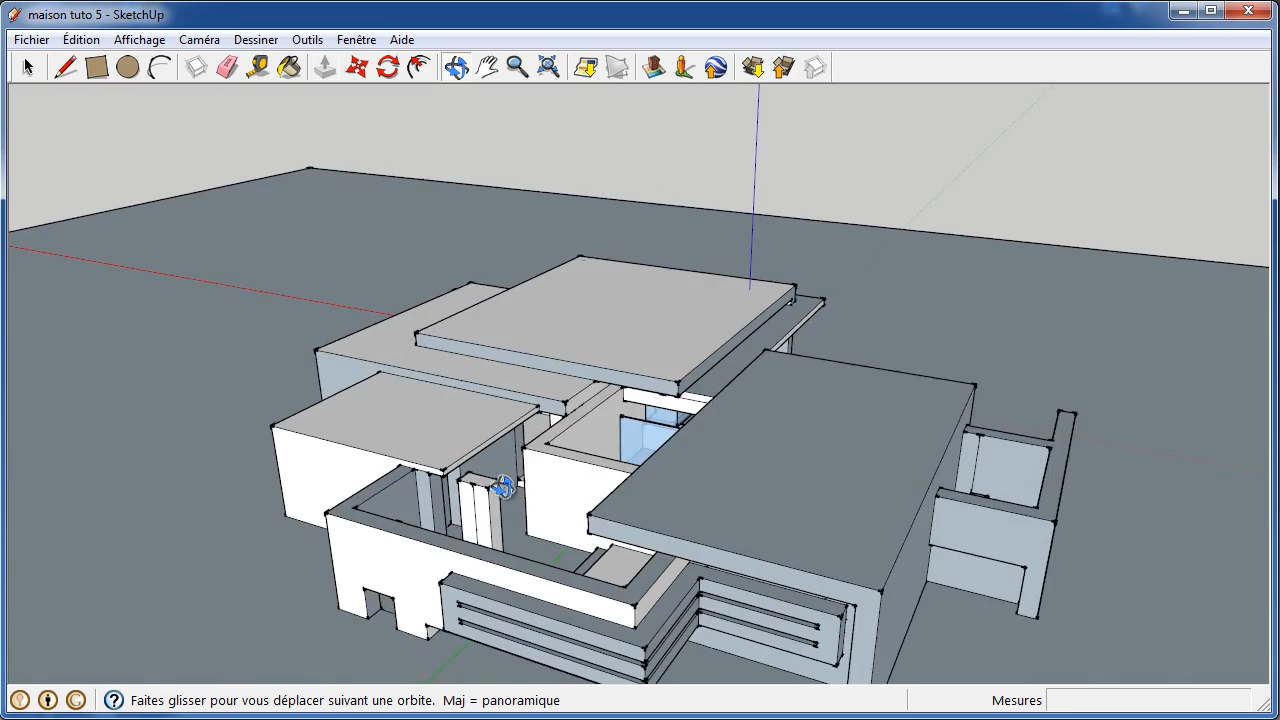 maison tuto 5 - SketchUp
Fichier Édition Affichage Caméra Dessiner Outils Fenêtre Aide
Faites glisser pour vous déplacer suivant une orbite. Maj = panoramique Mesures